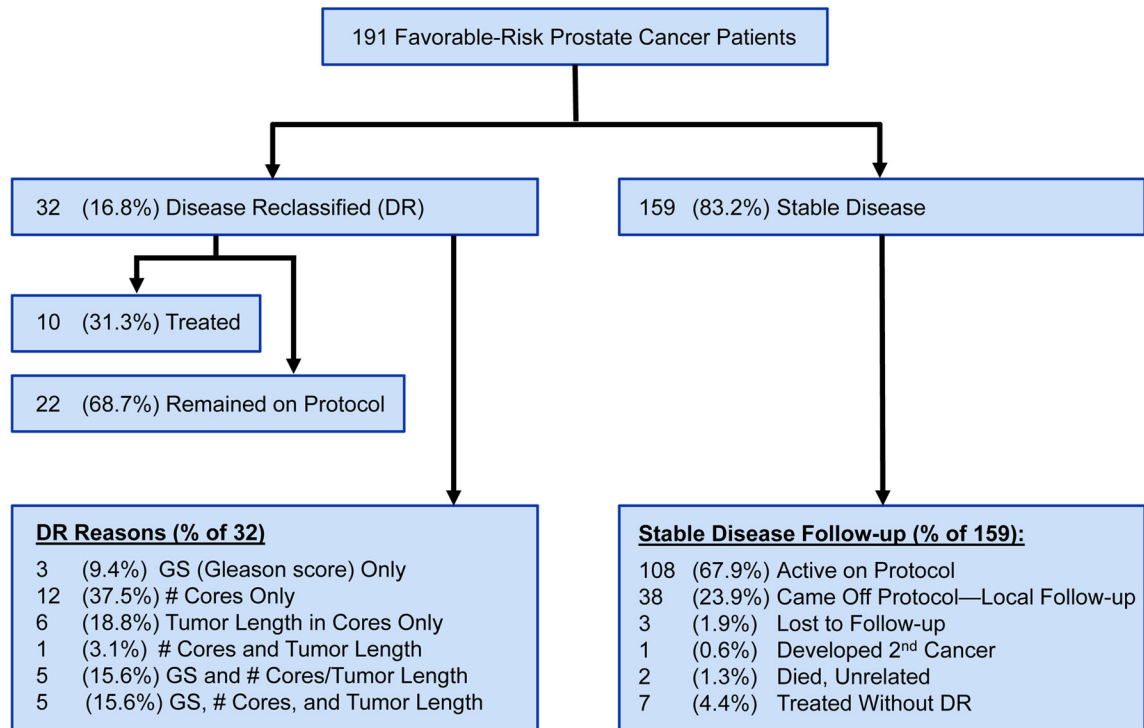 191 Favorable-Risk Prostate Cancer Patients
32 (16.8%) Disease Reclassified (DR)
159 (83.2%) Stable Disease
10 (31.3%) Treated
22 (68.7%) Remained on Protocol
DR Reasons (% of 32)
3 (9.4%) GS (Gleason score) Only
12 (37.5%) # Cores Only
6 (18.8%) Tumor Length in Cores Only
1 (3.1%) # Cores and Tumor Length
5 (15.6%) GS and # Cores/Tumor Length
5 (15.6%) GS, # Cores, and Tumor Length
Stable Disease Follow-up (% of 159):
108 (67.9%) Active on Protocol
38 (23.9%) Came Off Protocol—Local Follow-up
3 (1.9%) Lost to Follow-up
1 (0.6%) Developed 2nd Cancer
2 (1.3%) Died, Unrelated
7 (4.4%) Treated Without DR